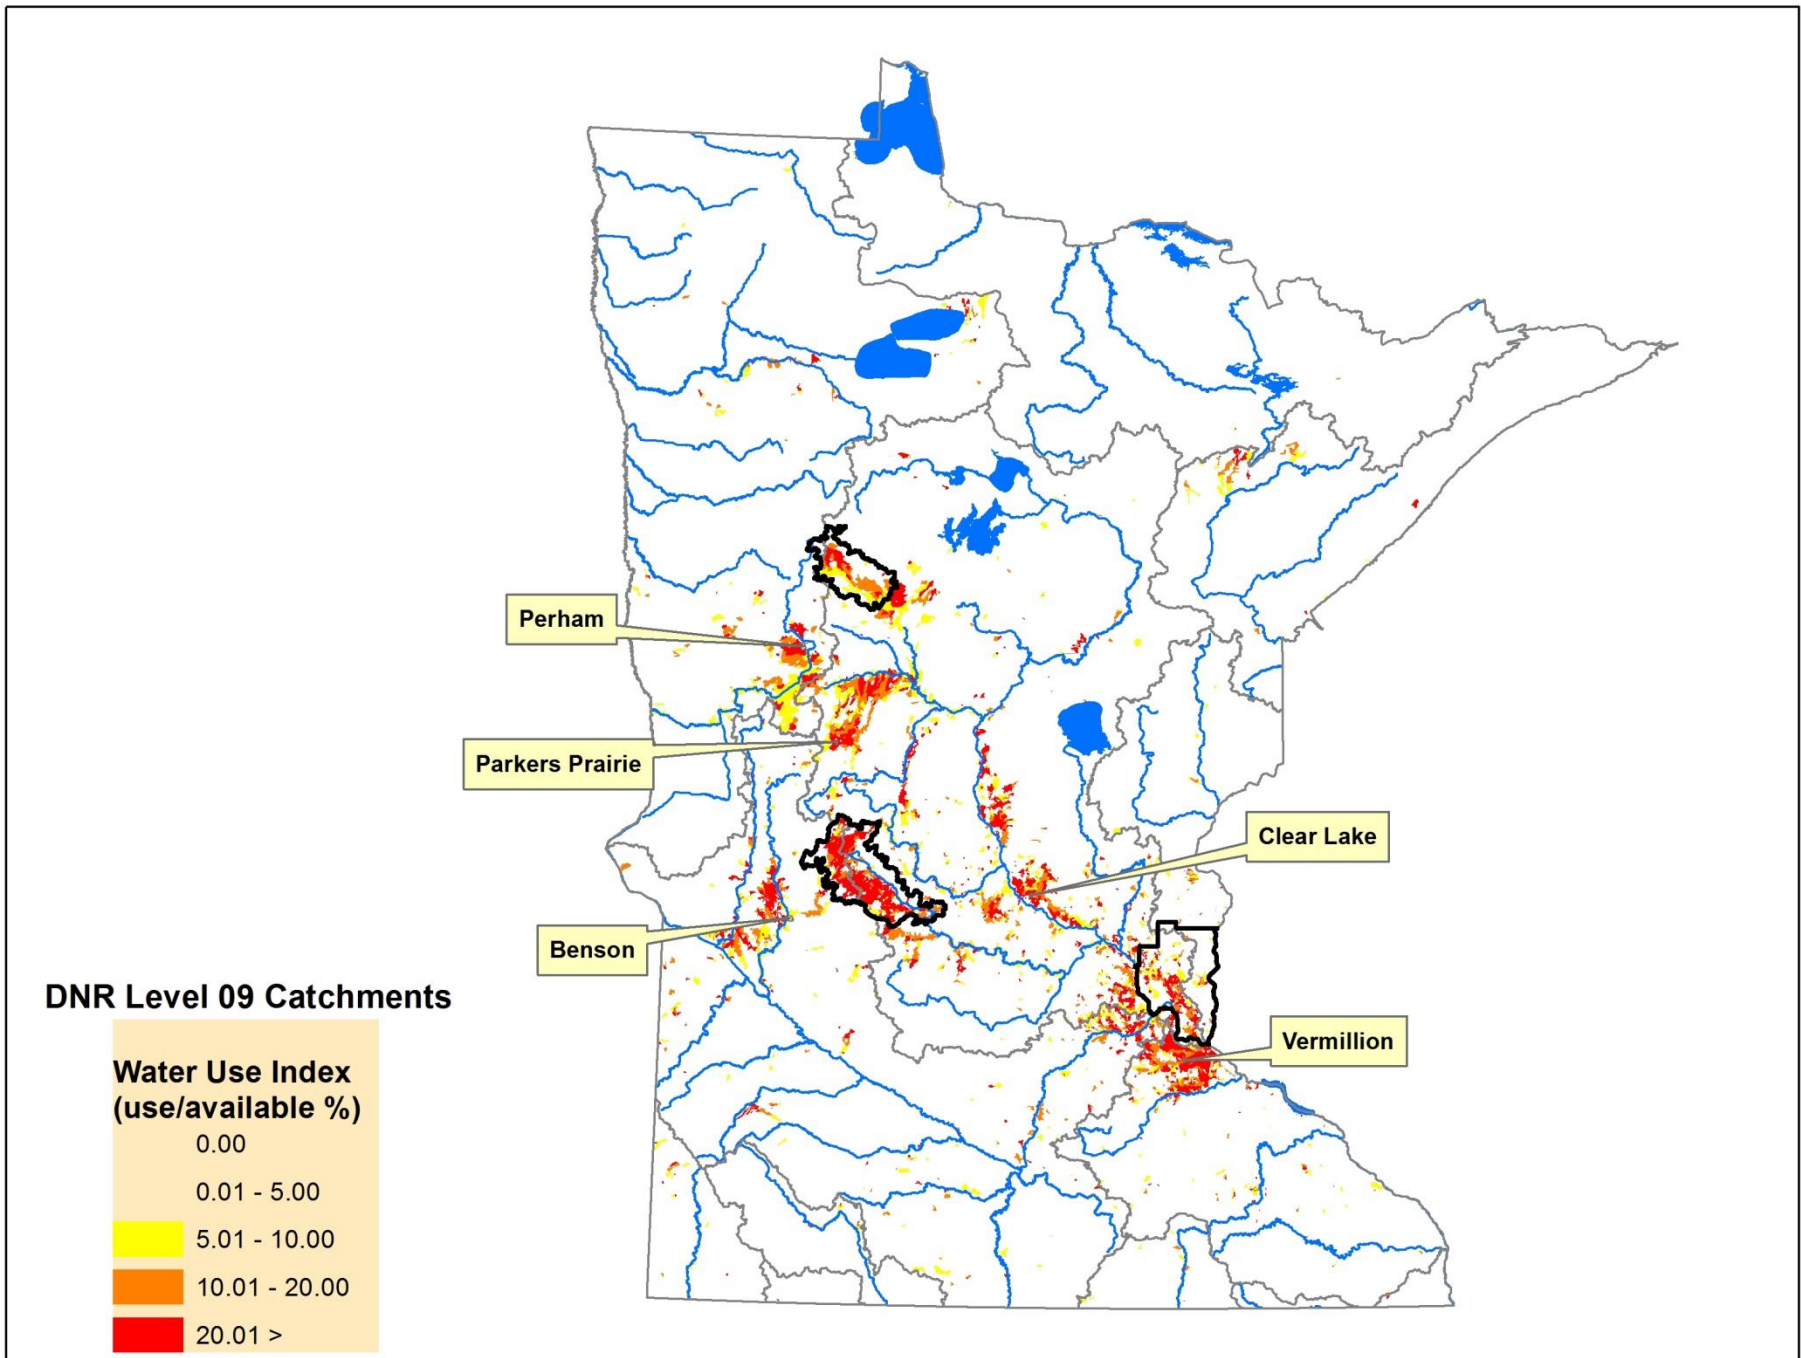 Perham
Parkers Prairie
Clear Lake
Benson
Vermillion
DNR Level 09 Catchments
Water Use Index
(use/available %)
0.00
0.01 - 5.00
5.01 - 10.00
10.01 - 20.00
20.01 >